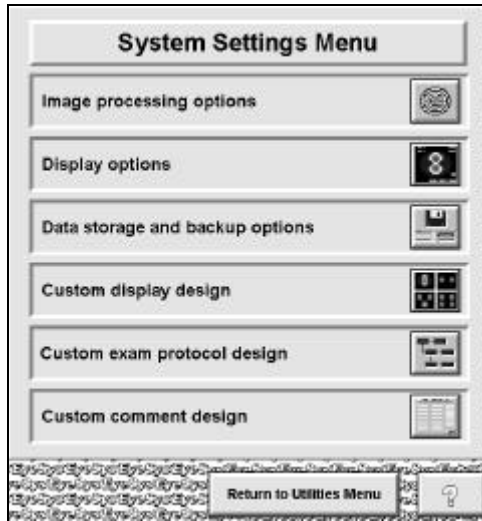 System Settings Menu
Image processing options
Display options
8
Data storage and backup options
Custom display design
Custom exam protocol design
Custom comment design
Return to Utilities Menu
?